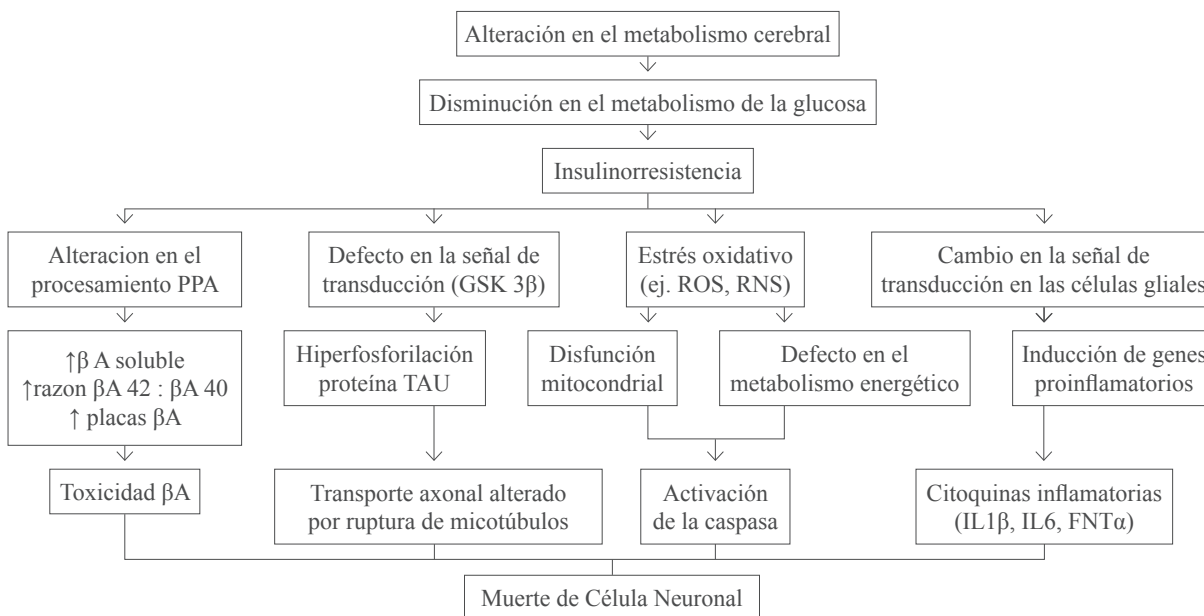 Alteración en el metabolismo cerebral
Disminución en el metabolismo de la glucosa
Insulinorresistencia
Alteracion en el
procesamiento PPA
Defecto en la señal de
transducción (GSK 3β)
Estrés oxidativo
(ej. ROS, RNS)
Cambio en la señal de
transducción en las células gliales
↑β A soluble
↑razon βA 42 : βA 40
↑ placas βA
Hiperfosforilación
proteína TAU
Disfunción
mitocondrial
Defecto en el
metabolismo energético
Inducción de genes
proinflamatorios
Toxicidad βA
Transporte axonal alterado
por ruptura de micotúbulos
Activación
de la caspasa
Citoquinas inflamatorias
(IL1β, IL6, FNTα)
Muerte de Célula Neuronal